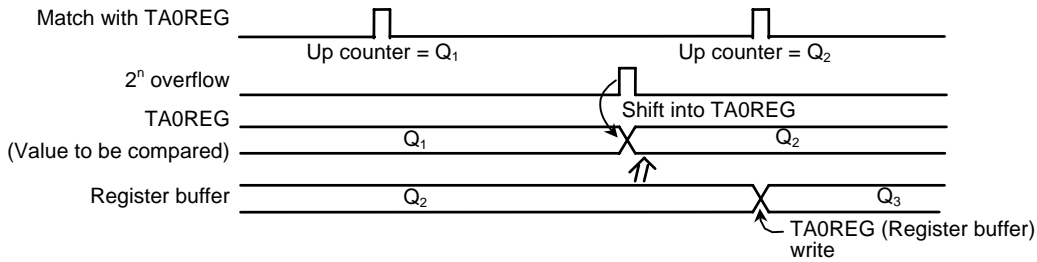 Match with TA0REG
Up counter = Q1
Up counter = Q2
2n overflow
Shift into TA0REG
TA0REG
(Value to be compared)
Q1
Q2
Register buffer
Q2
Q3
TA0REG (Register buffer)
write